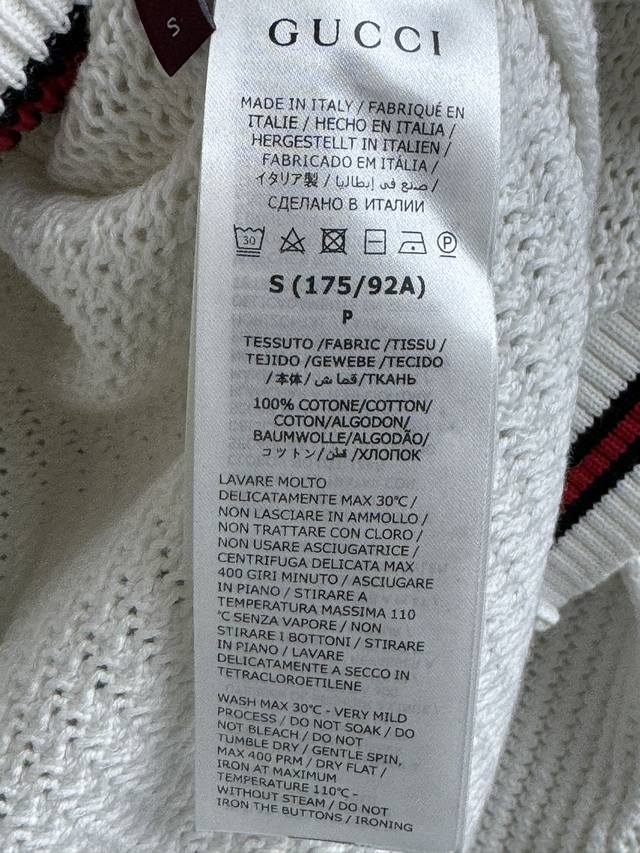 S
GUCCI
MADE IN ITALY / FABRIQUÉ EN
ITALIE / HECHO EN ITALIA /
HERGESTELLT IN ITALIEN /
FABRICADO EM ITÁLIA /
イタリア製 / صنع في إيطاليا /
СДЕЛАНО В ИТАЛИИ
30
P
S (175/92A)
P
TESSUTO /FABRIC /TISSU /
TEJIDO /GEWEBE /TECIDO
/本体/ قماش /ТКАНЬ
100% COTONE/COTTON/
COTON/ALGODON/
BAUMWOLLE/ALGODÃO/
コットン/قطن/ХЛОПОК
LAVARE MOLTO
DELICATAMENTE MAX 30℃ /
NON LASCIARE IN AMMOLLO /
NON TRATTARE CON CLORO /
NON USARE ASCIUGATRICE /
CENTRIFUGA DELICATA MAX
400 GIRI MINUTO / ASCIUGARE
IN PIANO / STIRARE A
TEMPERATURA MASSIMA 110
℃ SENZA VAPORE / NON
STIRARE I BOTTONI / STIRARE
IN PIANO / LAVARE
DELICATAMENTE A SECCO IN
TETRACLOROETILENE
WASH MAX 30℃ - VERY MILD
PROCESS / DO NOT SOAK / DO
NOT BLEACH / DO NOT
TUMBLE DRY / GENTLE SPIN,
MAX 400 PRM / DRY FLAT /
IRON AT MAXIMUM
TEMPERATURE 110℃ -
WITHOUT STEAM / DO NOT
IRON THE BUTTONS / IRONING